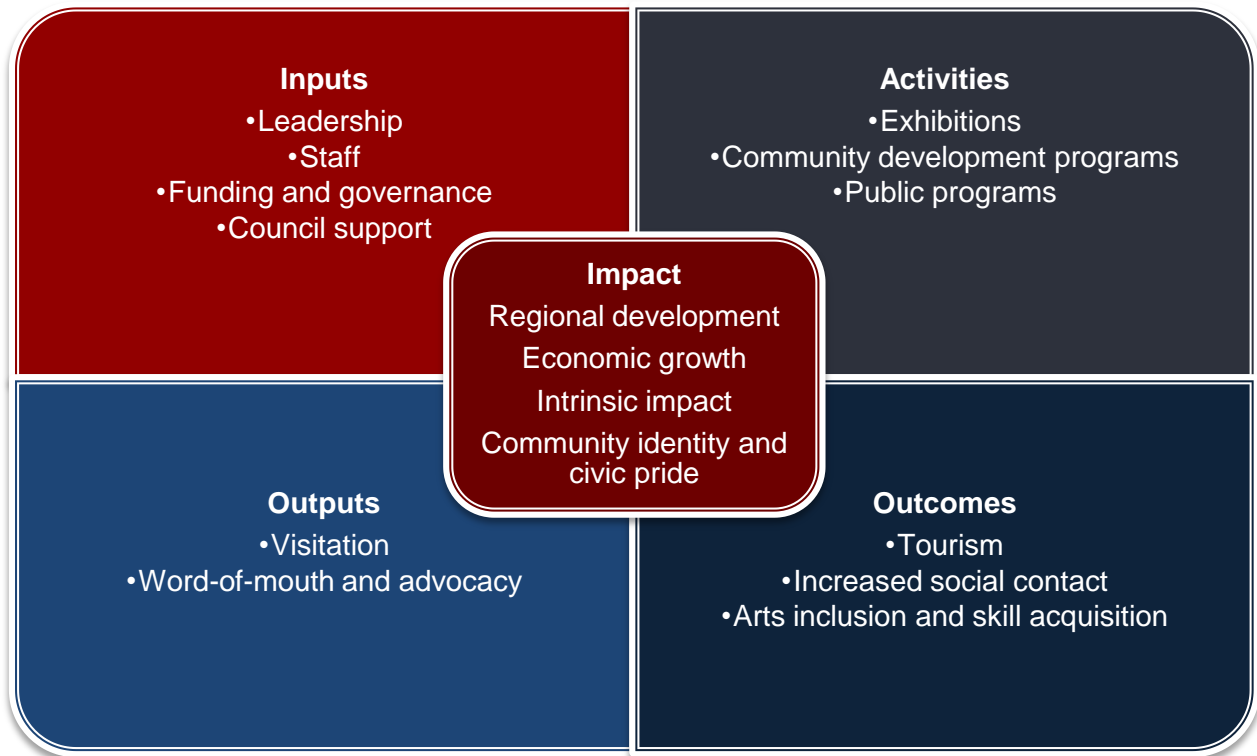 Inputs
•Leadership
•Staff
•Funding and governance
•Council support
Activities
•Exhibitions
•Community development programs
•Public programs
Impact
Regional development
Economic growth
Intrinsic impact
Community identity and
civic pride
Outputs
•Visitation
•Word-of-mouth and advocacy
Outcomes
•Tourism
•Increased social contact
•Arts inclusion and skill acquisition